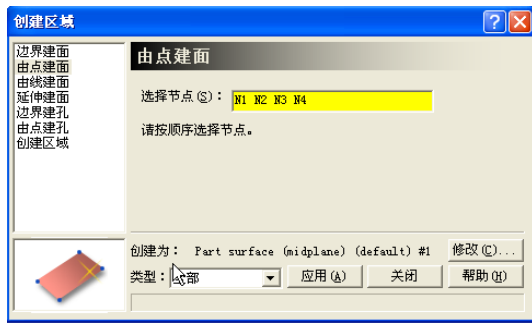 创建区域
边界建面
由点建面
由线建面
延伸建面
边界建孔
由点建孔
创建区域
由点建面
选择节点(S): N1 N2 N3 N4
请按顺序选择节点。
创建为: Part surface (midplane) (default) #1 修改(C)...
类型: 部 应用(A) 关闭 帮助(H)